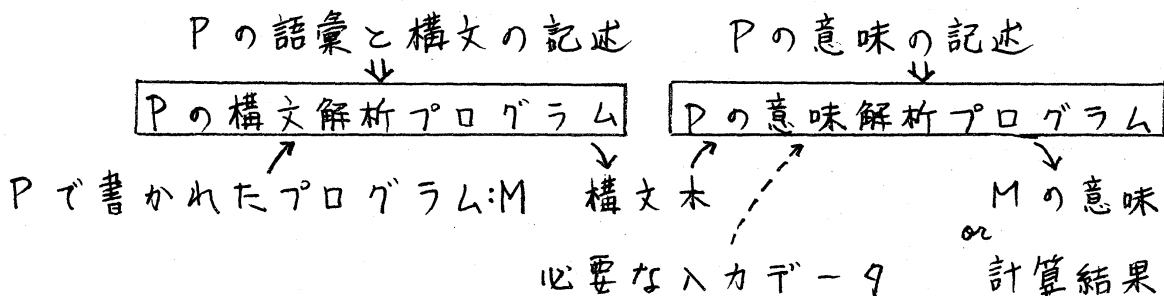 Pの語彙と構文の記述 Pの意味の記述
Pの構文解析プログラム Pの意味解析プログラム
Pで書かれたプログラム:M 構文木 Mの意味
or
必要な入力データ 計算結果